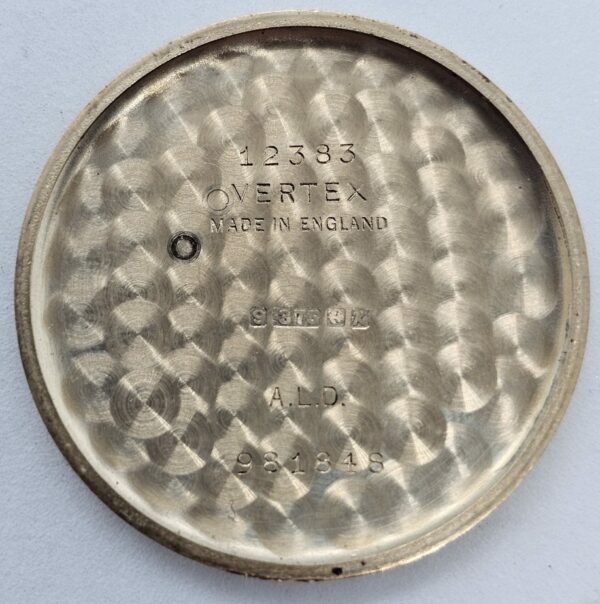 12383
VERTEX
MADE IN ENGLAND
9 .375
A.L.D.
981848